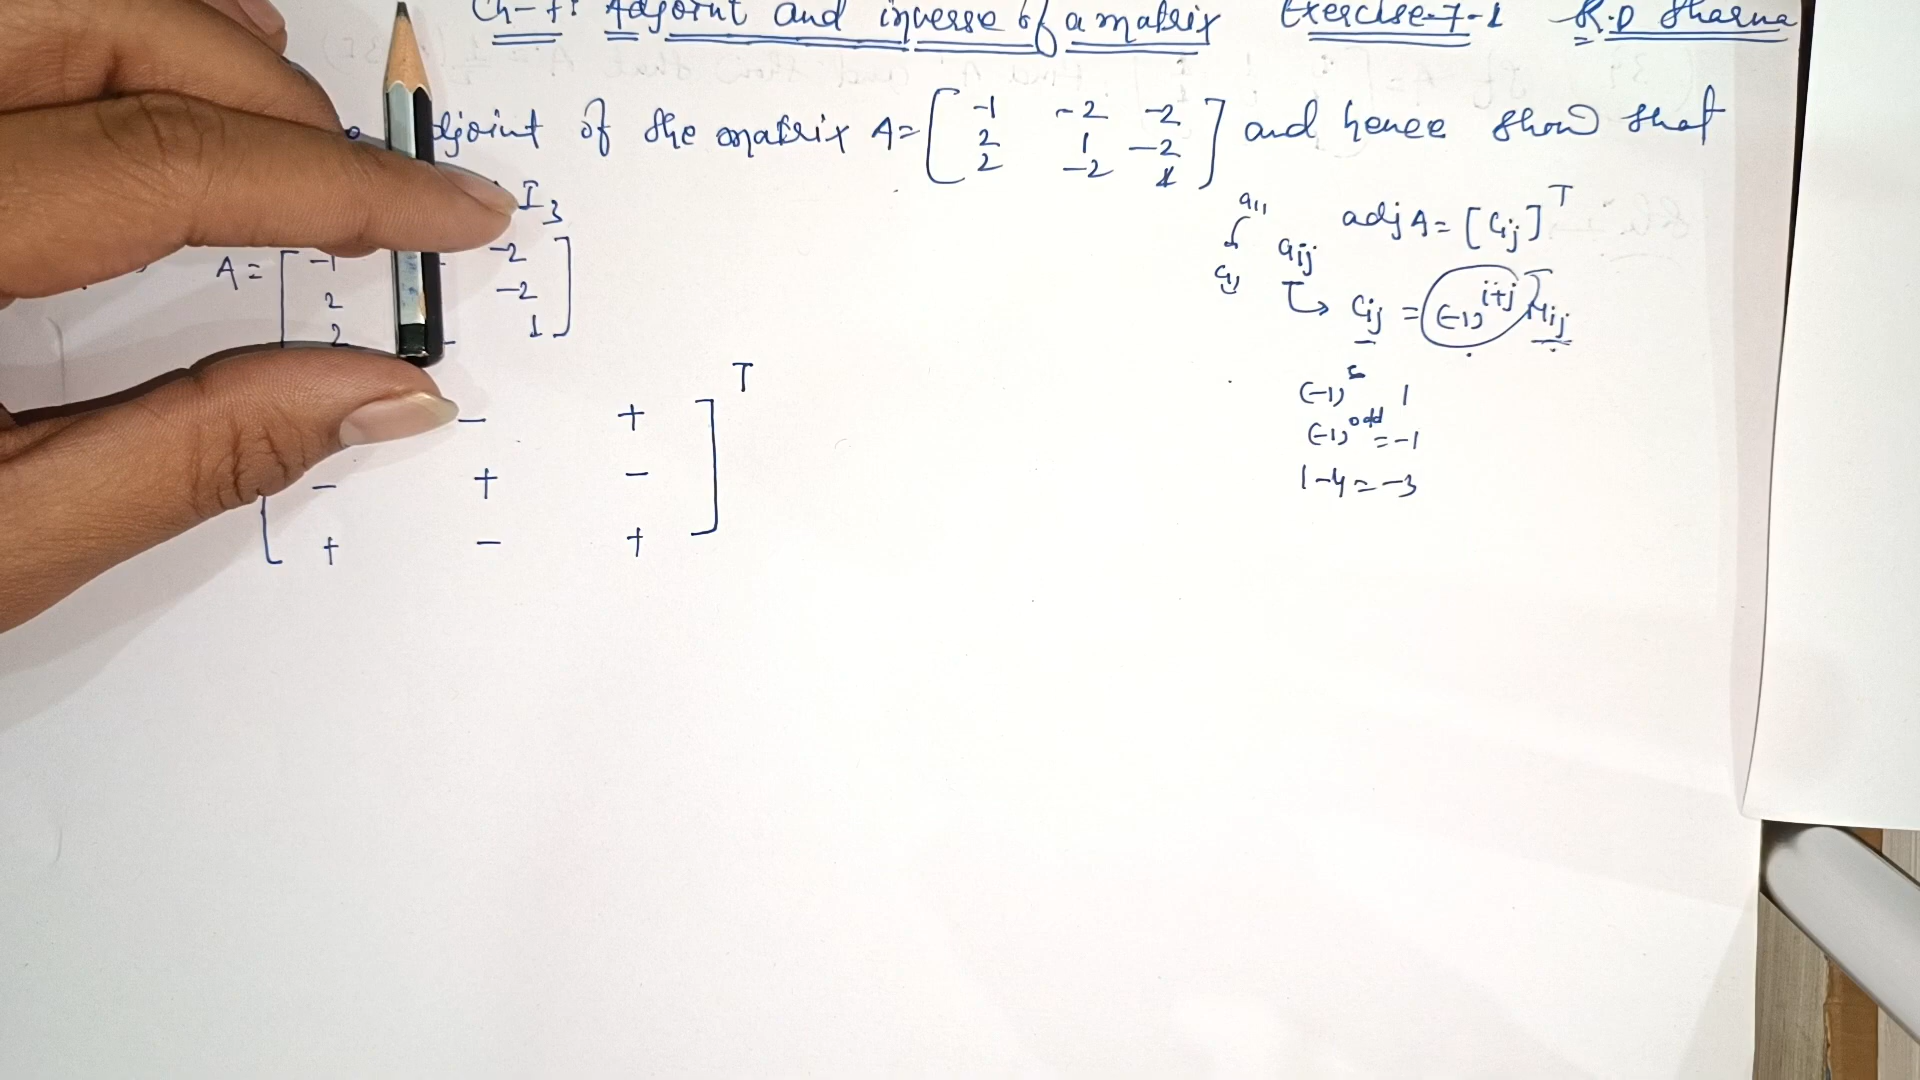 Ch-7: Adjoint and inverse of a matrix Exercise-7-1 R.D Sharma
djoint of the matrix A= [ -1 -2 -2 ] and hence show that
2 1 -2
2 -2 1
I3
A = [ -1 -2 ]
2 -2
2 1
a11 adj A = [Cij]^T
aij
Cij = (-1)^i+j Mij
T
- +
- + -
+ - +
(-1) 1
(-1)^odd = -1
1-4 = -3